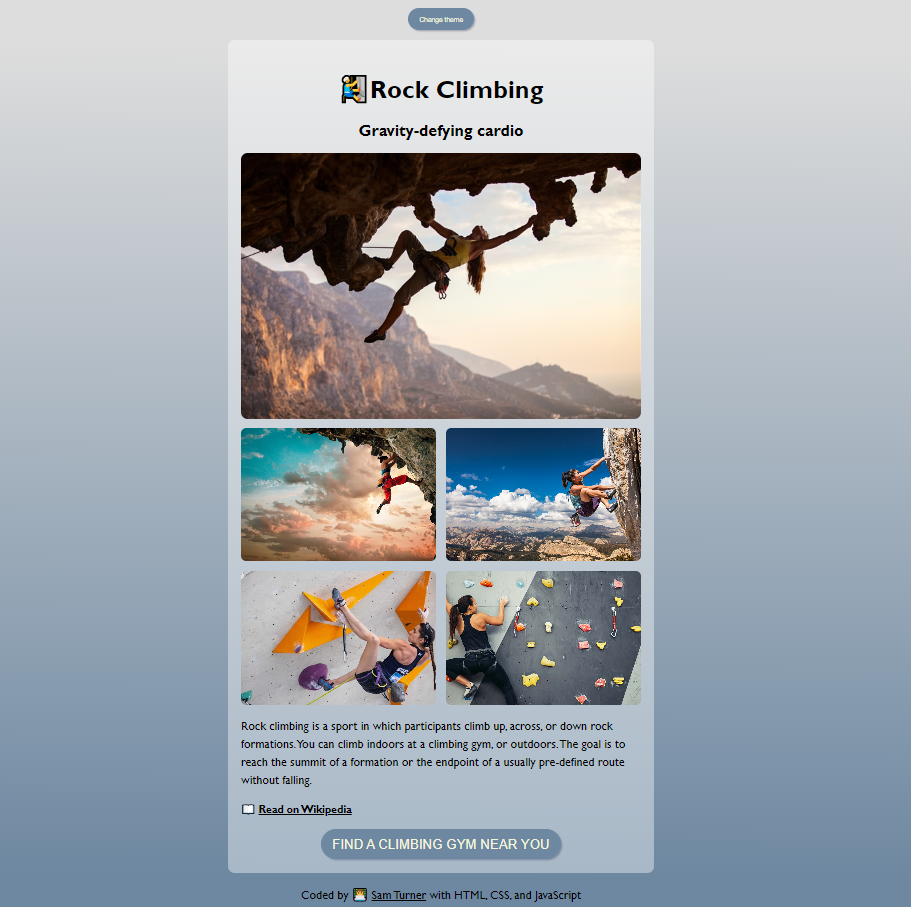 Change theme
Rock Climbing
Gravity-defying cardio
Rock climbing is a sport in which participants climb up, across, or down rock
formations. You can climb indoors at a climbing gym, or outdoors. The goal is to
reach the summit of a formation or the endpoint of a usually pre-defined route
without falling.
Read on Wikipedia
FIND A CLIMBING GYM NEAR YOU
Coded by Sam Turner with HTML, CSS, and JavaScript